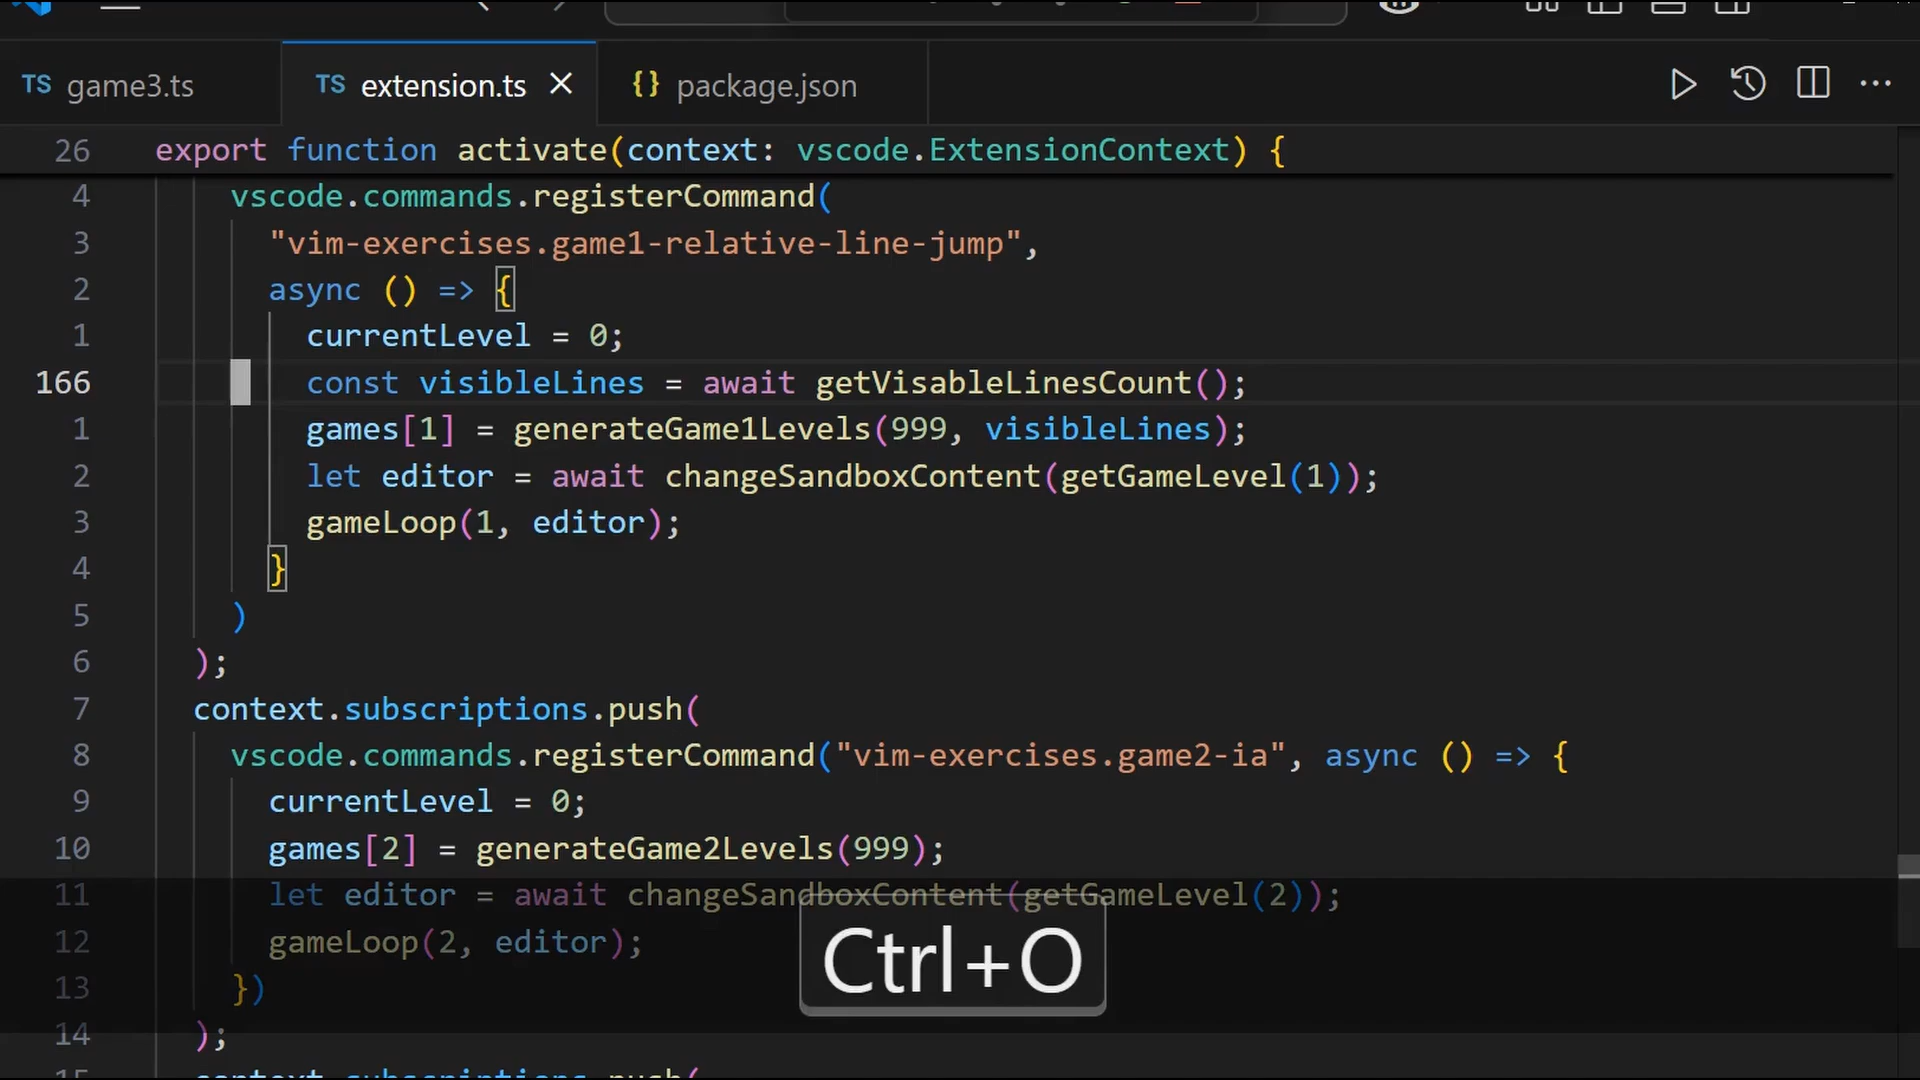 TS game3.ts
TS extension.ts
{} package.json
26 export function activate(context: vscode.ExtensionContext) {
4 vscode.commands.registerCommand(
3 "vim-exercises.game1-relative-line-jump",
2 async () => {
1 currentLevel = 0;
166 const visibleLines = await getVisableLinesCount();
1 games[1] = generateGame1Levels(999, visibleLines);
2 let editor = await changeSandboxContent(getGameLevel(1));
3 gameLoop(1, editor);
4 }
5 )
6 );
7 context.subscriptions.push(
8 vscode.commands.registerCommand("vim-exercises.game2-ia", async () => {
9 currentLevel = 0;
10 games[2] = generateGame2Levels(999);
11 let editor = await changeSandboxContent(getGameLevel(2));
12 gameLoop(2, editor);
13 })
14 );
15 context.subscriptions.push(
Ctrl+O